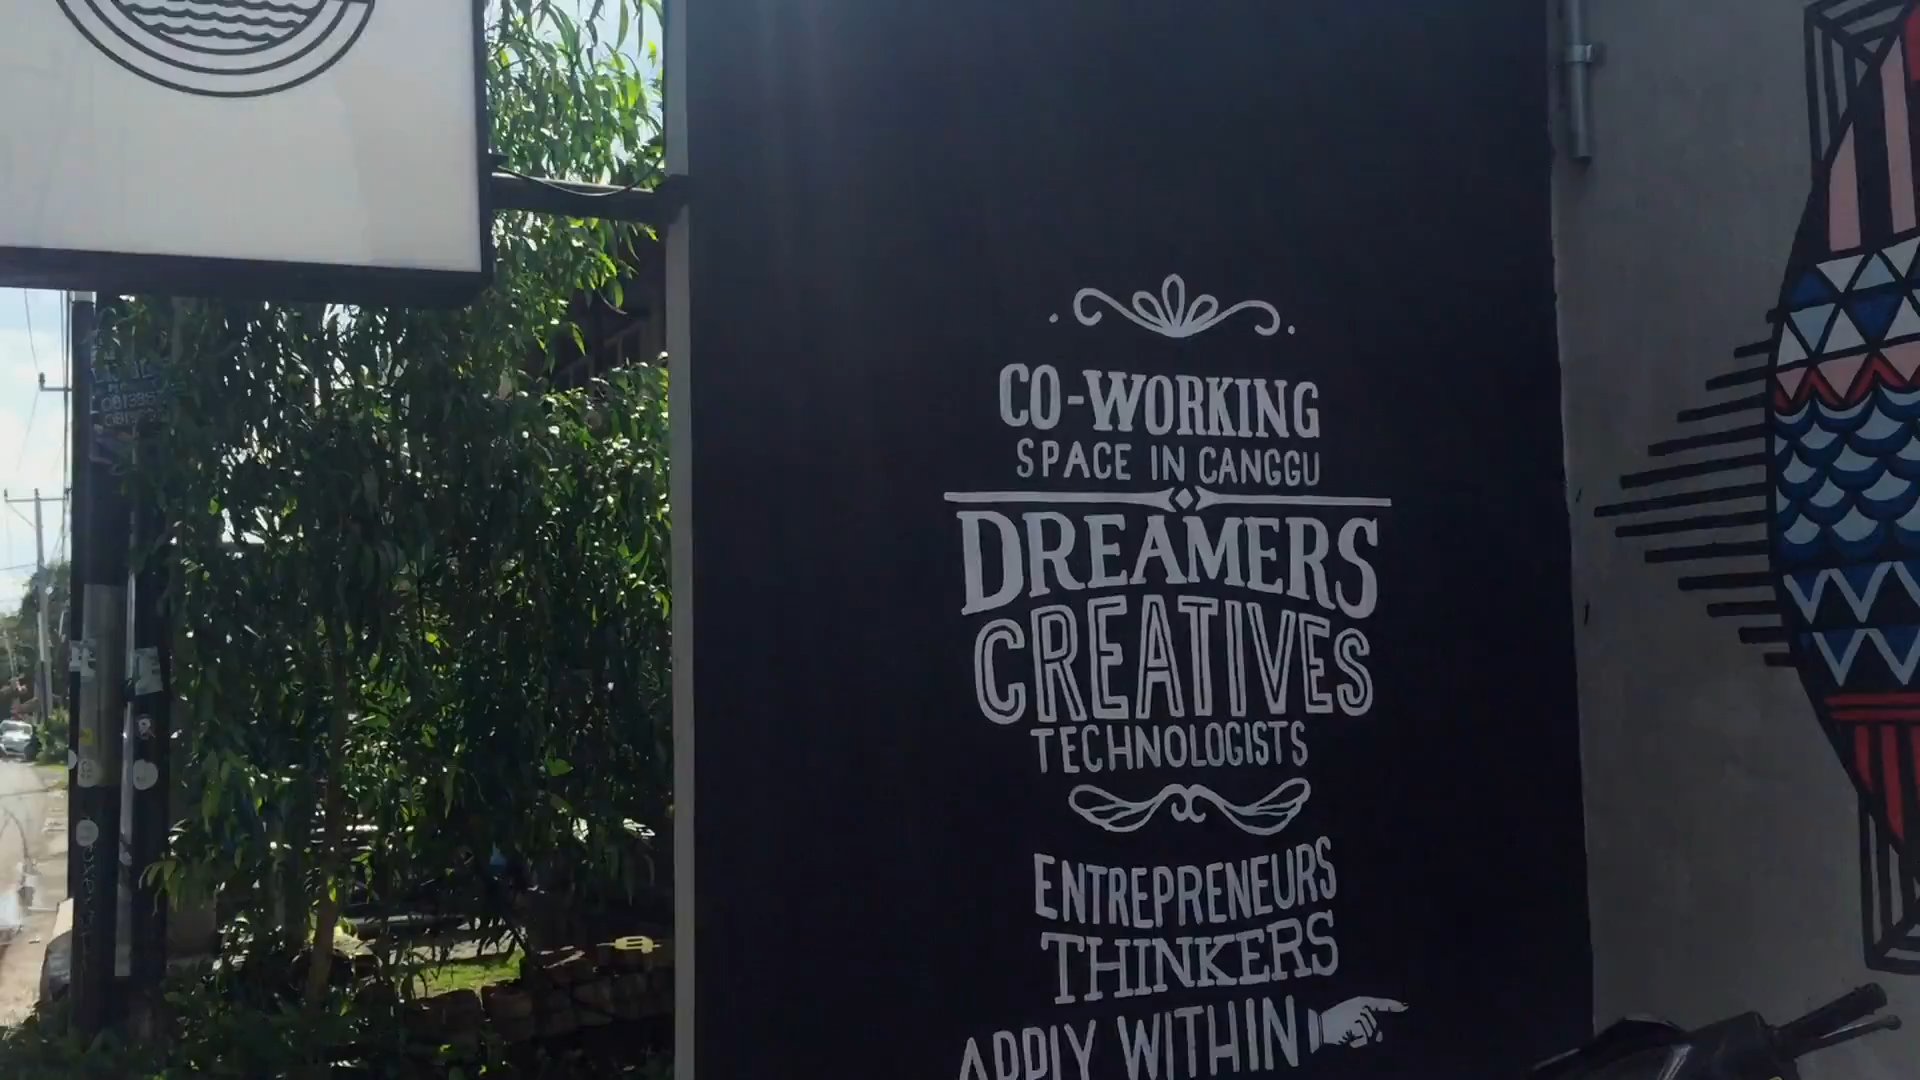 CO-WORKING
SPACE IN CANGGU
DREAMERS
CREATIVES
TECHNOLOGISTS
ENTREPRENEURS
THINKERS
APPLY WITHIN